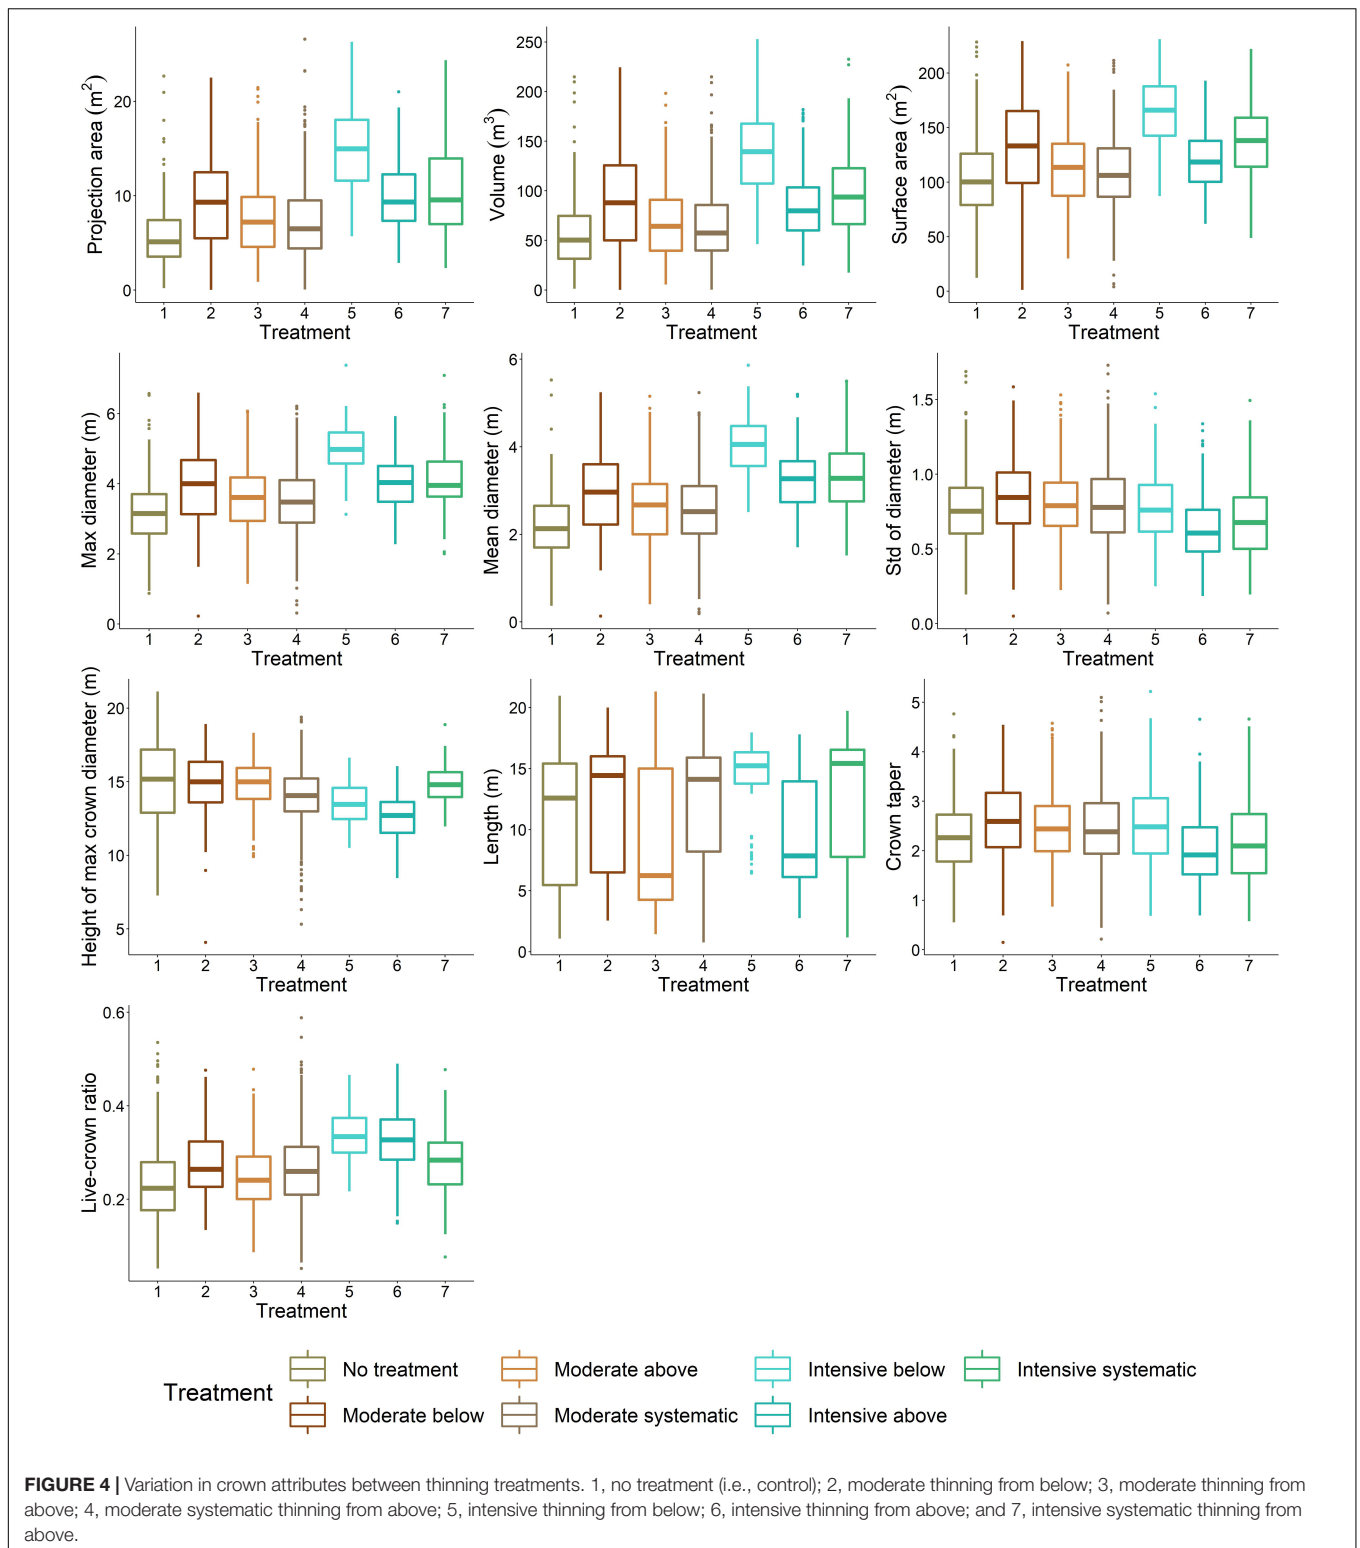 Projection area (m²)
20
10
0
1 2 3 4 5 6 7
Treatment
Volume (m³)
250
200
150
100
50
0
1 2 3 4 5 6 7
Treatment
Surface area (m²)
200
150
100
50
0
1 2 3 4 5 6 7
Treatment
Max diameter (m)
6
4
2
0
1 2 3 4 5 6 7
Treatment
Mean diameter (m)
6
4
2
0
1 2 3 4 5 6 7
Treatment
Std of diameter (m)
1.5
1.0
0.5
0.0
1 2 3 4 5 6 7
Treatment
Height of max crown diameter (m)
20
15
10
5
1 2 3 4 5 6 7
Treatment
Length (m)
20
15
10
5
0
1 2 3 4 5 6 7
Treatment
Crown taper
5
4
3
2
1
0
1 2 3 4 5 6 7
Treatment
Live-crown ratio
0.6
0.4
0.2
1 2 3 4 5 6 7
Treatment
Treatment
No treatment
Moderate above
Intensive below
Intensive systematic
Moderate below
Moderate systematic
Intensive above
FIGURE 4 | Variation in crown attributes between thinning treatments. 1, no treatment (i.e., control); 2, moderate thinning from below; 3, moderate thinning from
above; 4, moderate systematic thinning from above; 5, intensive thinning from below; 6, intensive thinning from above; and 7, intensive systematic thinning from
above.